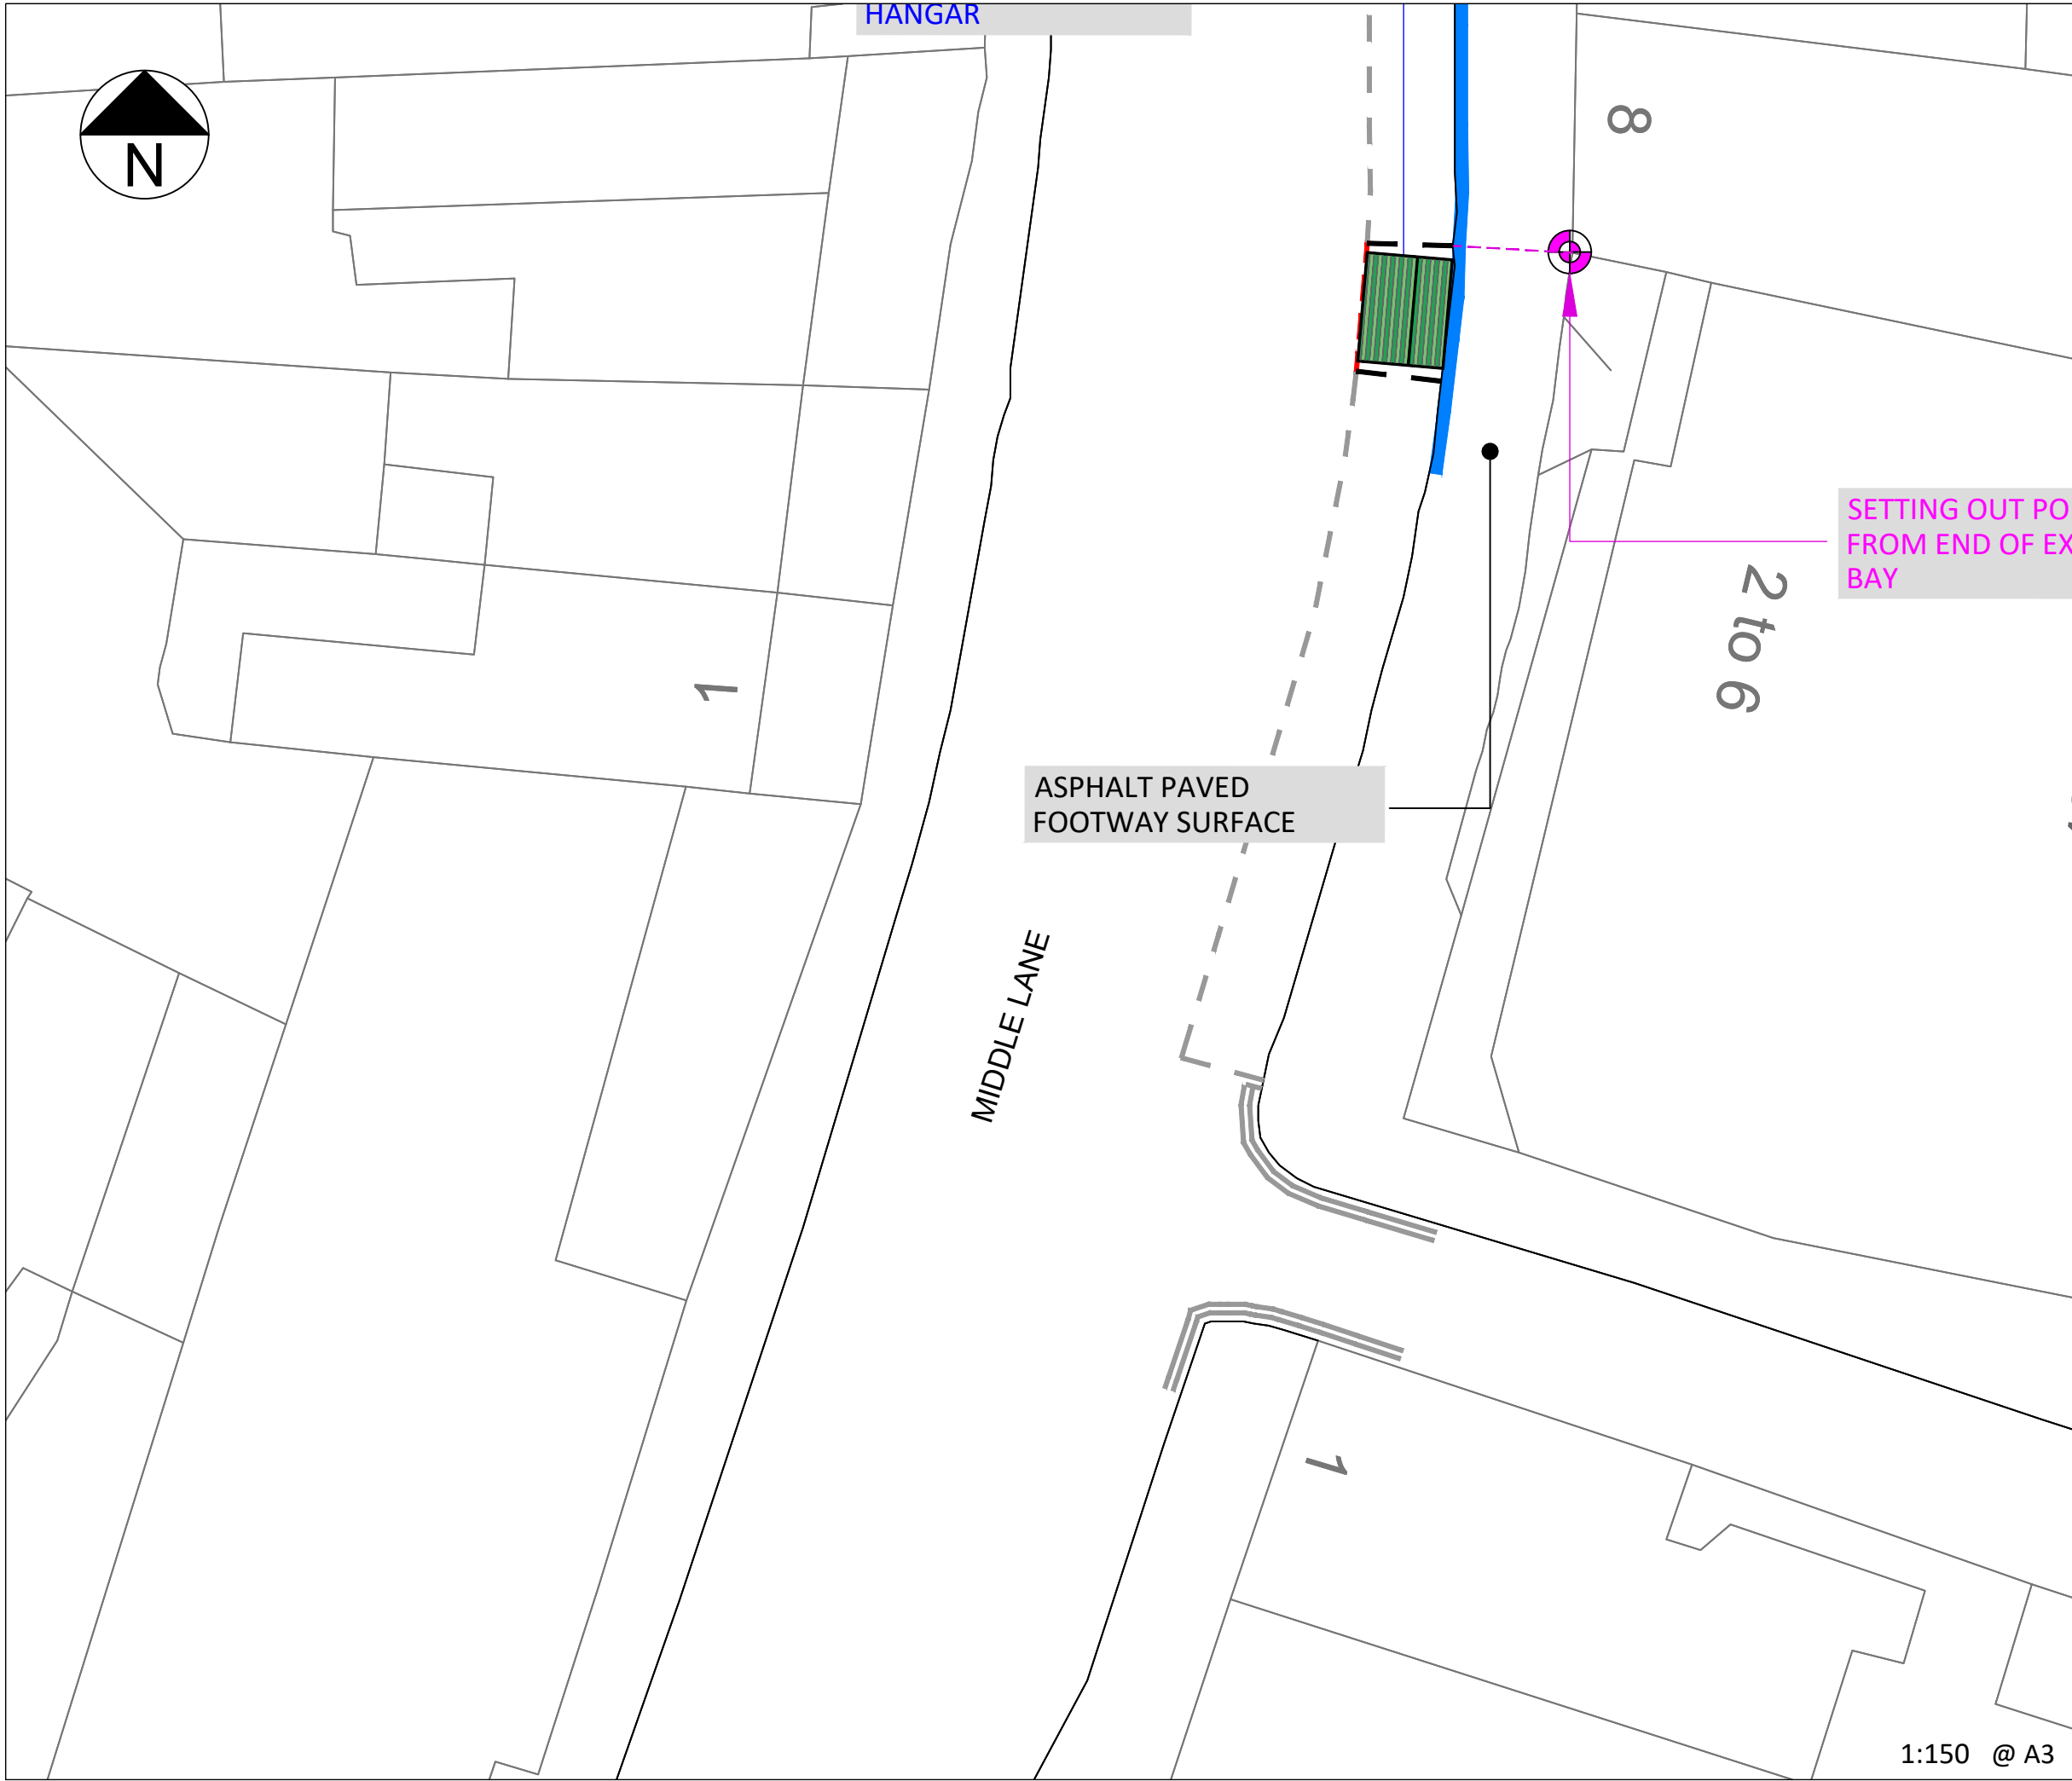 HANGAR
N
8
SETTING OUT PO
FROM END OF EX
BAY
2 to 6
1
ASPHALT PAVED
FOOTWAY SURFACE
MIDDLE LANE
1
1:150 @ A3